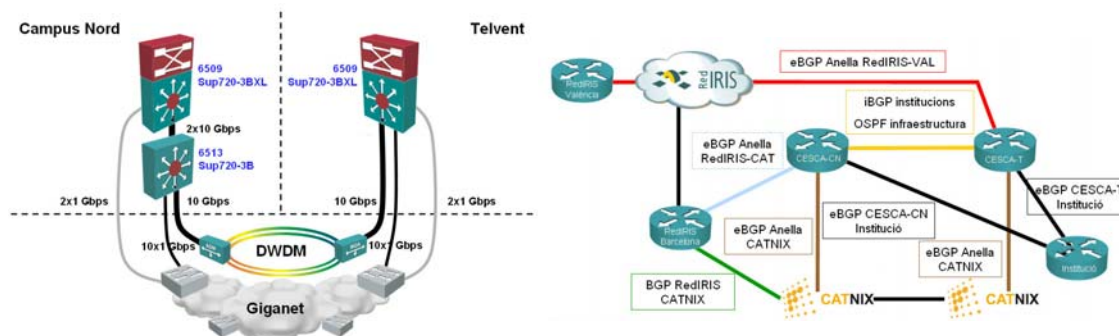 Campus Nord
Telvent
6509
Sup720-3BXL
6509
Sup720-3BXL
2x10 Gbps
6513
Sup720-3B
2x1 Gbps
10 Gbps
10 Gbps
2x1 Gbps
10x1 Gbps
DWDM
10x1 Gbps
Giganet
RedIRIS
València
Red
IRIS
eBGP Anella RedIRIS-VAL
iBGP institucions
OSPF infraestructura
eBGP Anella
RedIRIS-CAT
CESCA-CN
CESCA-T
eBGP CESCA-T
Institució
RedIRIS
Barcelona
eBGP Anella
CATNIX
eBGP CESCA-CN
Institució
eBGP Anella
CATNIX
Institució
BGP RedIRIS
CATNIX
CATNIX
CATNIX